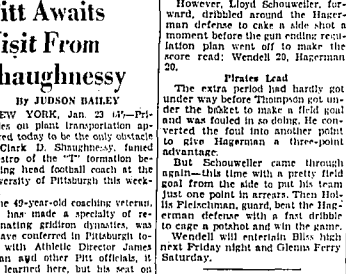 itt Awaits
isit From
haughnessy
By JUDSON BAILEY
EW YORK, Jan. 23 (AP)—Pri-
es on plant transportation ap-
red today to be the only obstacle
Clark D. Shaughnessy, famed
stro of the "T" formation be-
ing head football coach at the
versity of Pittsburgh this week-
he 49-year-old coaching veteran,
has made a specialty of re-
nating gridiron dynasties, was
have conferred in Pittsburgh to-
with Athletic Director James
an and other Pitt officials, it
learned here, but his seat on
However, Lloyd Schouweiler, for-
ward, dribbled around the Hager-
man defense to cake a side shot a
moment before the gun ending regu-
lation plan went off to make the
score read; Wendell 20, Hagerman
20.
Pirates Lead
The extra period had hardly got
under way before Thompson got un-
der the basket to make a field goal
and was fouled in so doing. He con-
verted the foul into another point
to give Hagerman a three-point
advantage.
But Schouweiler came through
again—this time with a pretty field
goal from the side to put his team
just one point in arrears. Then Hol-
lis Fleischman, guard, beat the Hag-
erman defense with a fast dribble
to cage a potshot and win the game.
Wendell will entertain Bliss high
next Friday night and Glenns Ferry
Saturday.